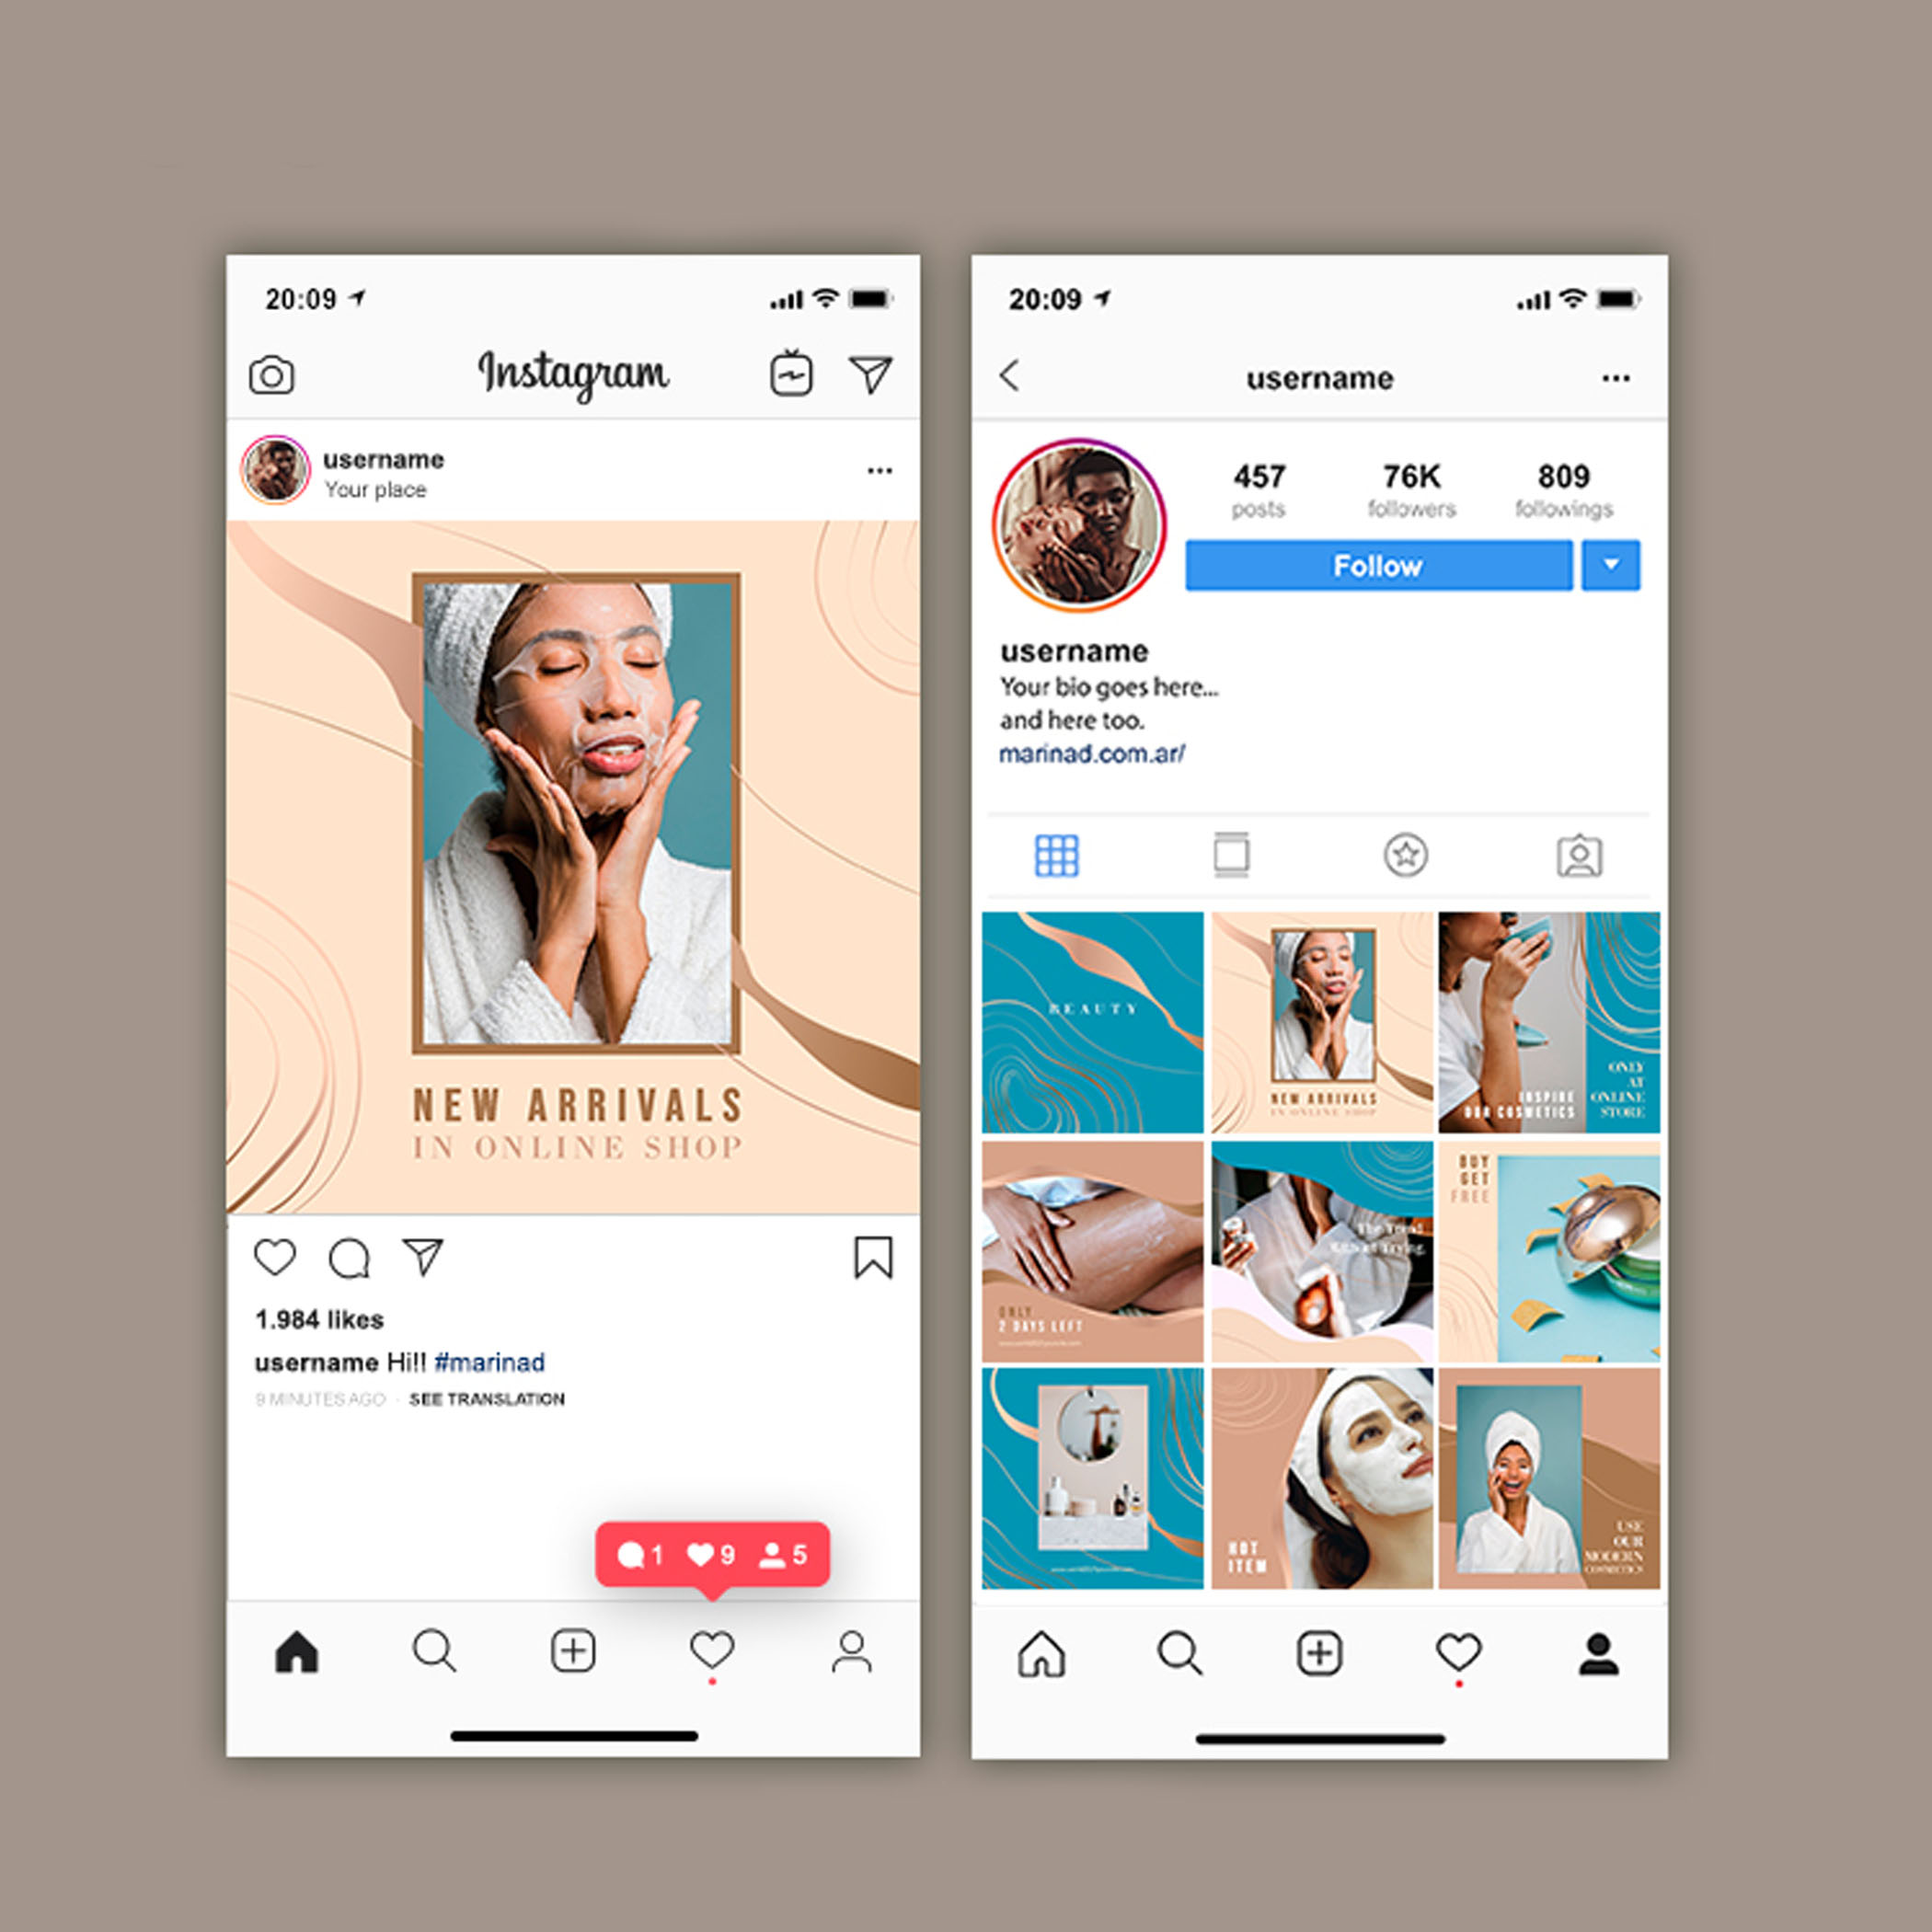 20:09
Instagram
username
Your place
NEW ARRIVALS
IN ONLINE SHOP
1.984 likes
username Hi!! #marinad
9 MINUTES AGO · SEE TRANSLATION
1 9 5
20:09
username
457 76K 809
posts followers followings
Follow
username
Your bio goes here...
and here too.
marinad.com.ar/
BEAUTY
NEW ARRIVALS
IN ONLINE SHOP
INSPIRE
OUR COSMETICS
ONLY
AT
ONLINE
STORE
ONLY
2 DAYS LEFT
The Trend
BUY
GET
FREE
HOT
ITEM
USE
OUR
MODERN
COSMETICS